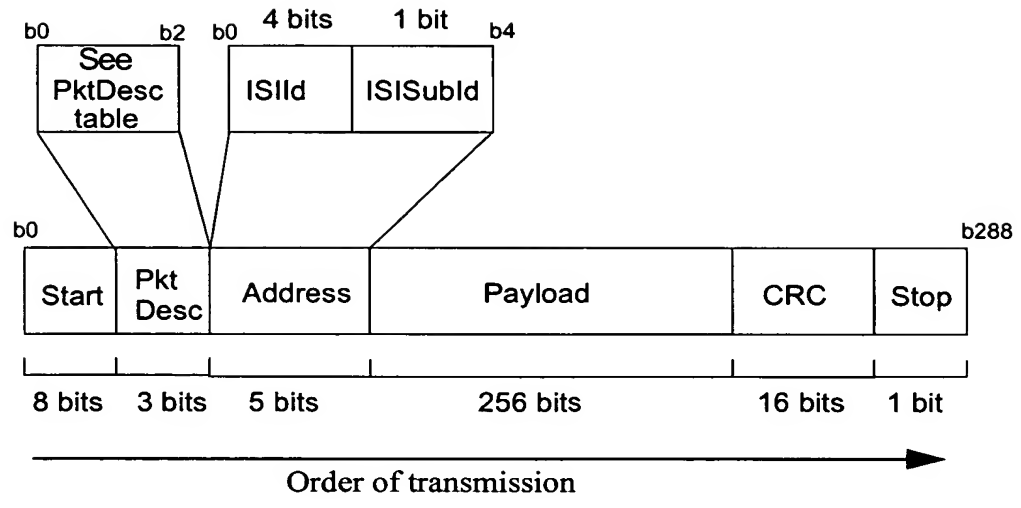 4 bits 1 bit
b0 b2 b0 b4
See
PktDesc
table
ISIId ISISubId
b0 b288
Start Pkt
Desc Address Payload CRC Stop
8 bits 3 bits 5 bits 256 bits 16 bits 1 bit
Order of transmission